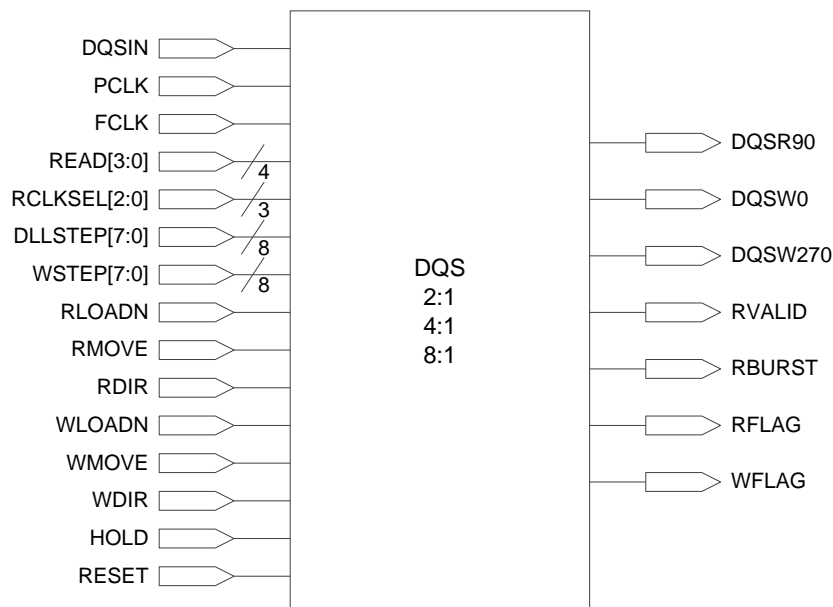 DQSIN
PCLK
FCLK
READ[3:0]
4
RCLKSEL[2:0]
3
DLLSTEP[7:0]
8
WSTEP[7:0]
8
RLOADN
RMOVE
RDIR
WLOADN
WMOVE
WDIR
HOLD
RESET
DQS
2:1
4:1
8:1
DQSR90
DQSW0
DQSW270
RVALID
RBURST
RFLAG
WFLAG